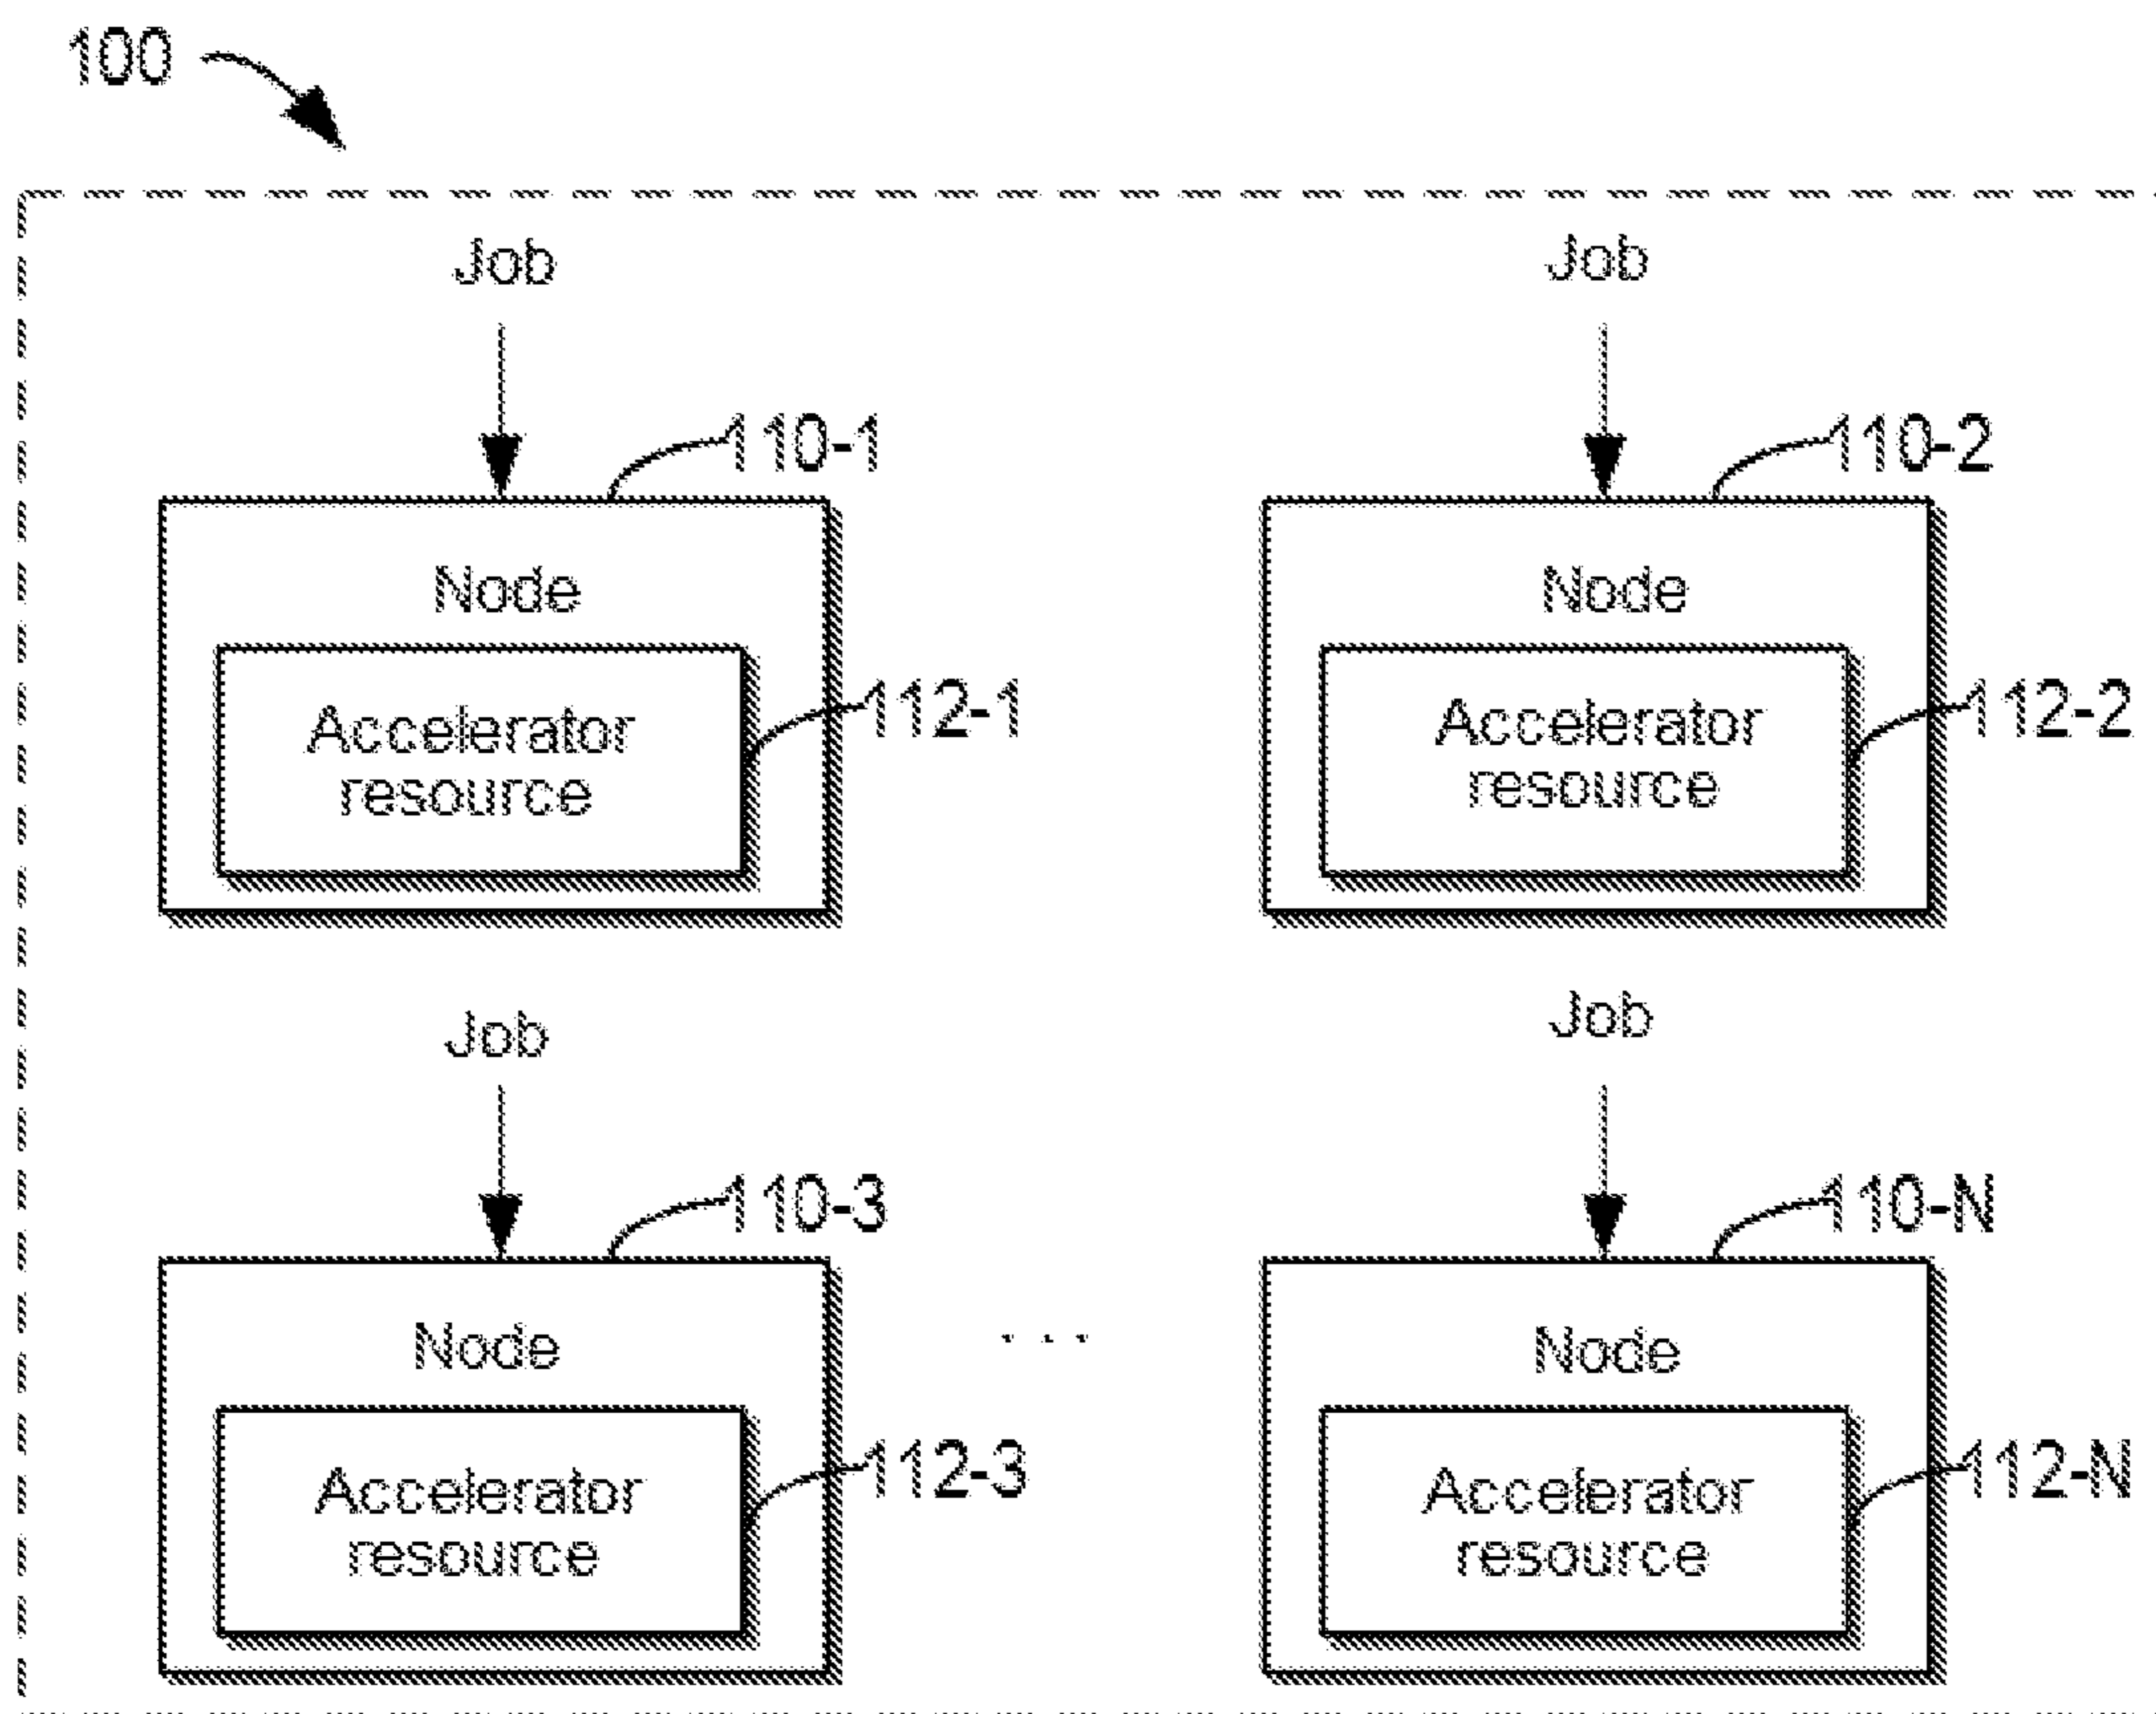 100
Job
Job
110-1
110-2
Node
Node
Accelerator
resource
112-1
Accelerator
resource
112-2
Job
Job
110-3
110-N
Node
...
Node
Accelerator
resource
112-3
Accelerator
resource
112-N